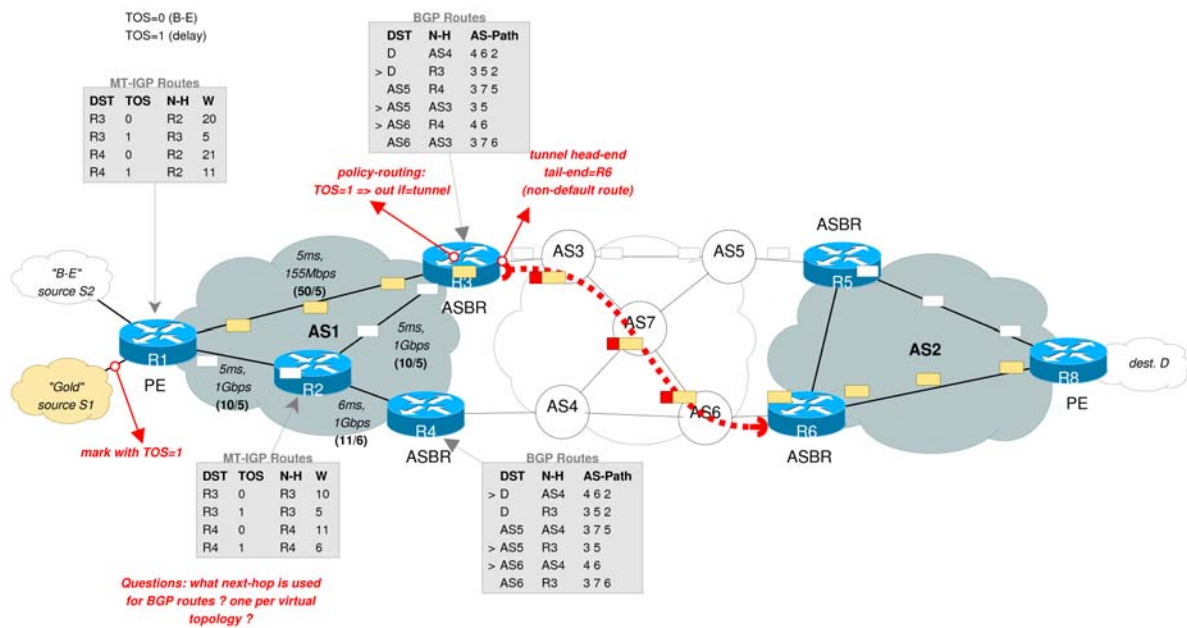 TOS=0 (B-E)
TOS=1 (delay)
BGP Routes
DST N-H AS-Path
D AS4 4 6 2
> D R3 3 5 2
AS5 R4 3 7 5
> AS5 AS3 3 5
> AS6 R4 4 6
AS6 AS3 3 7 6
MT-IGP Routes
DST TOS N-H W
R3 0 R2 20
R3 1 R3 5
R4 0 R2 21
R4 1 R2 11
policy-routing:
TOS=1 => out if=tunnel
tunnel head-end
tail-end=R6
(non-default route)
"B-E"
source S2
"Gold"
source S1
R1
PE
mark with TOS=1
5ms,
155Mbps
(50/5)
AS1
R3
ASBR
5ms,
1Gbps
(10/5)
R2
5ms,
1Gbps
(10/5)
6ms,
1Gbps
(11/6)
R4
ASBR
AS3
AS5
AS7
AS4
AS6
ASBR
R5
AS2
R6
ASBR
R8
PE
dest. D
MT-IGP Routes
DST TOS N-H W
R3 0 R3 10
R3 1 R3 5
R4 0 R4 11
R4 1 R4 6
BGP Routes
DST N-H AS-Path
> D AS4 4 6 2
D R3 3 5 2
AS5 AS4 3 7 5
> AS5 R3 3 5
> AS6 AS4 4 6
AS6 R3 3 7 6
Questions: what next-hop is used
for BGP routes ? one per virtual
topology ?